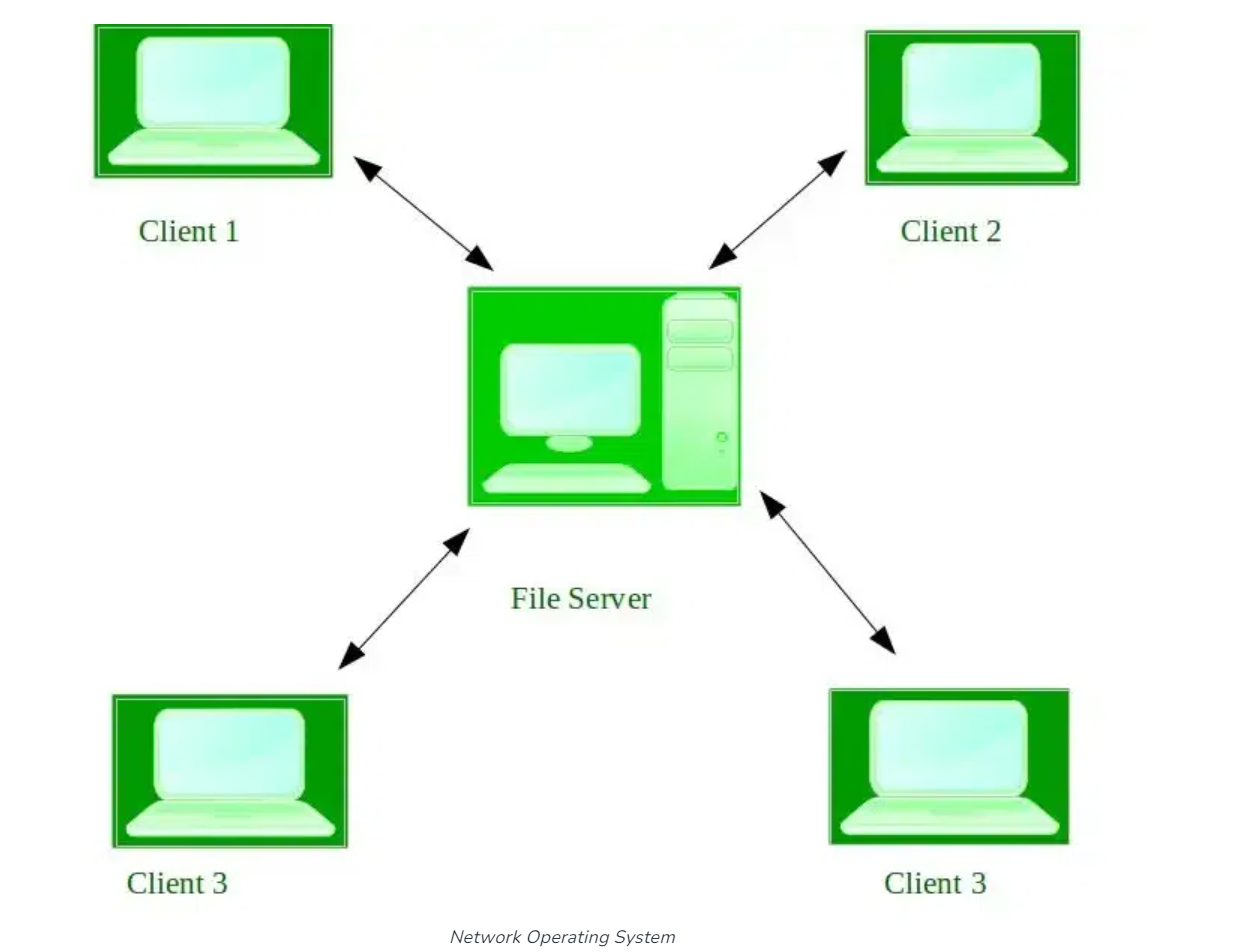 Client 1
Client 2
File Server
Client 3
Client 3
Network Operating System